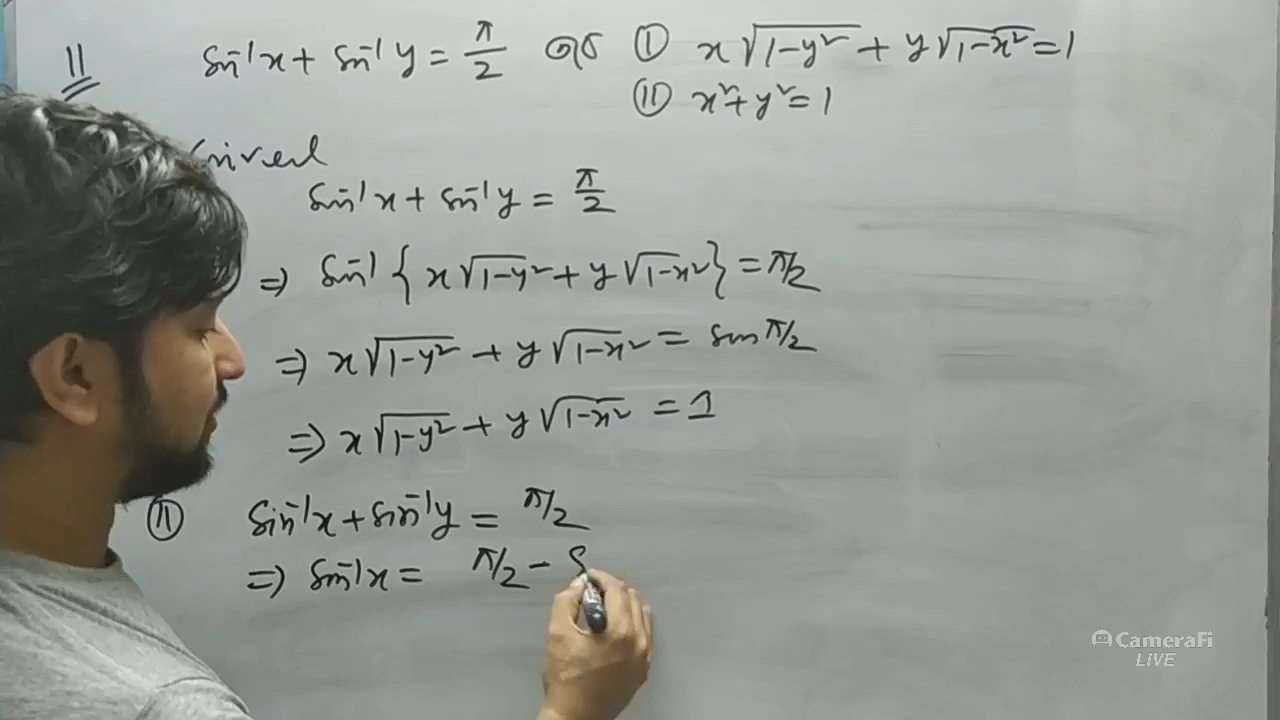 11 sin⁻¹x + sin⁻¹y = π/2 ① x√1-y² + y√1-x² = 1
② x² + y² = 1
Given
sin⁻¹x + sin⁻¹y = π/2
⇒ sin⁻¹{x√1-y² + y√1-x²} = π/2
⇒ x√1-y² + y√1-x² = sin π/2
⇒ x√1-y² + y√1-x² = 1
② sin⁻¹x + sin⁻¹y = π/2
⇒ sin⁻¹x = π/2 - S
CameraFi
LIVE